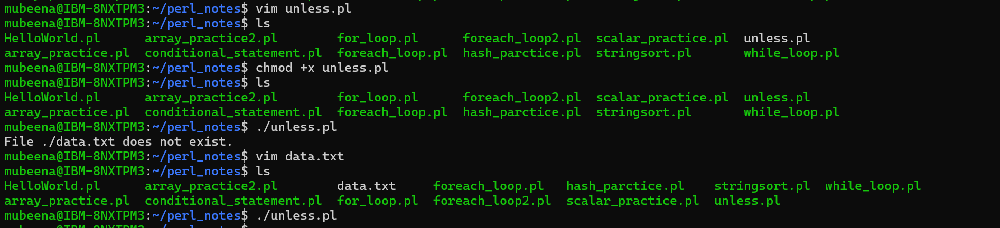 mubeena@IBM-8NXTPM3:~/perl_notes$ vim unless.pl
mubeena@IBM-8NXTPM3:~/perl_notes$ ls
HelloWorld.pl      array_practice2.pl        for_loop.pl      foreach_loop2.pl  scalar_practice.pl  unless.pl
array_practice.pl  conditional_statement.pl  foreach_loop.pl  hash_parctice.pl  stringsort.pl       while_loop.pl
mubeena@IBM-8NXTPM3:~/perl_notes$ chmod +x unless.pl
mubeena@IBM-8NXTPM3:~/perl_notes$ ls
HelloWorld.pl      array_practice2.pl        for_loop.pl      foreach_loop2.pl  scalar_practice.pl  unless.pl
array_practice.pl  conditional_statement.pl  foreach_loop.pl  hash_parctice.pl  stringsort.pl       while_loop.pl
mubeena@IBM-8NXTPM3:~/perl_notes$ ./unless.pl
File ./data.txt does not exist.
mubeena@IBM-8NXTPM3:~/perl_notes$ vim data.txt
mubeena@IBM-8NXTPM3:~/perl_notes$ ls
HelloWorld.pl      array_practice2.pl        data.txt     foreach_loop.pl   hash_parctice.pl    stringsort.pl  while_loop.pl
array_practice.pl  conditional_statement.pl  for_loop.pl  foreach_loop2.pl  scalar_practice.pl  unless.pl
mubeena@IBM-8NXTPM3:~/perl_notes$ ./unless.pl
mubeena@IBM-8NXTPM3:~/perl_notes$